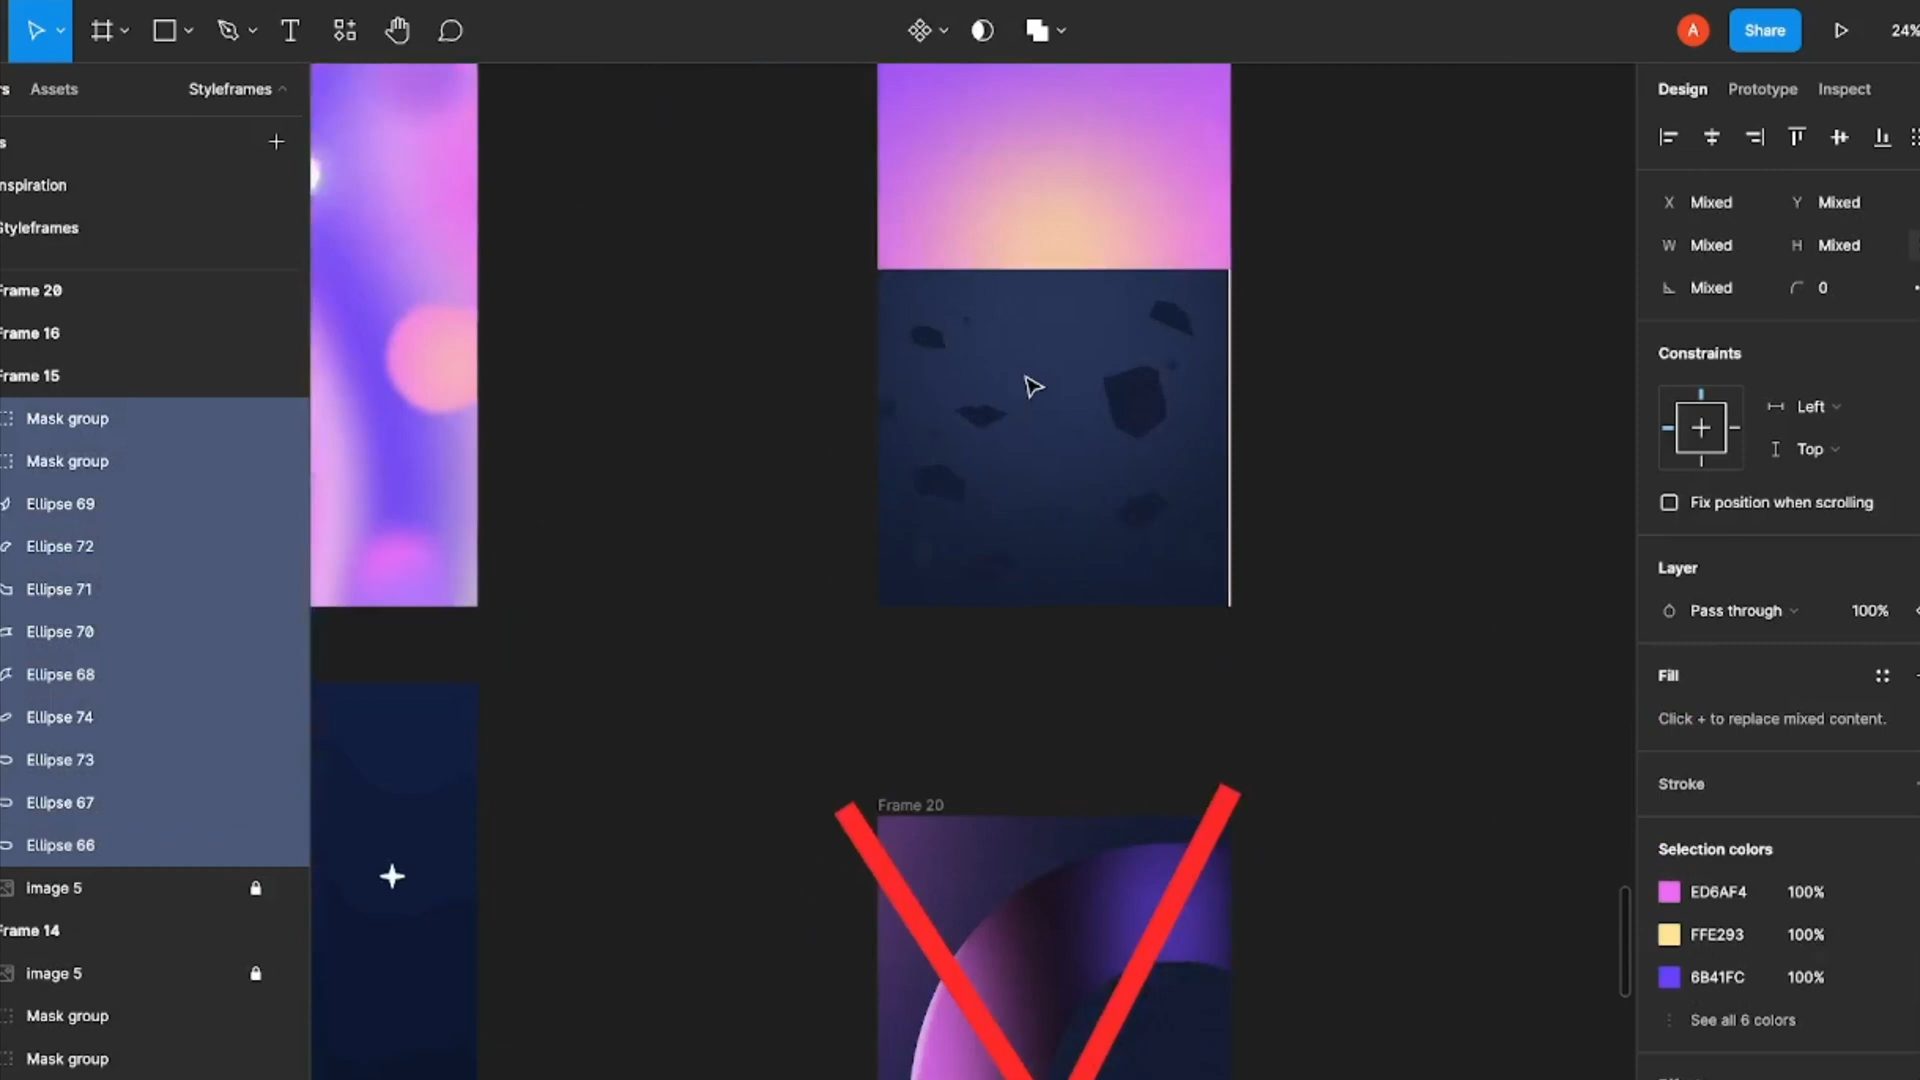 A
Share
24%
rs
Assets
Styleframes
Design
Prototype
Inspect
s
nspiration
Styleframes
Frame 20
Frame 16
Frame 15
Mask group
Mask group
Ellipse 69
Ellipse 72
Ellipse 71
Ellipse 70
Ellipse 68
Ellipse 74
Ellipse 73
Ellipse 67
Ellipse 66
image 5
Frame 14
image 5
Mask group
Mask group
Frame 20
X Mixed Y Mixed
W Mixed H Mixed
Mixed 0
Constraints
Left
Top
Fix position when scrolling
Layer
Pass through 100%
Fill
Click + to replace mixed content.
Stroke
Selection colors
ED6AF4 100%
FFE293 100%
6B41FC 100%
See all 6 colors